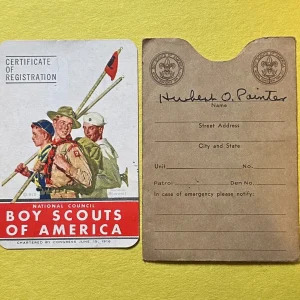 CERTIFICATE
OF
REGISTRATION
NATIONAL COUNCIL
BOY SCOUTS
OF AMERICA
CHARTERED BY CONGRESS JUNE 15, 1916
Herbert O. Painter
Name
Street Address
City and State
Unit No.
Patrol Den No.
In case of emergency please notify: